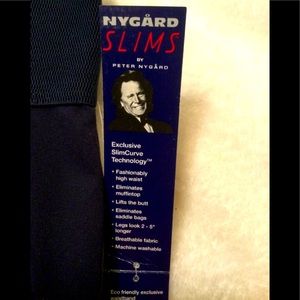 NYGÅRD
SLIMS
BY
PETER NYGÅRD
Exclusive
SlimCurve
Technology™
• Fashionably
high waist
• Eliminates
muffintop
• Lifts the butt
• Eliminates
saddle bags
• Legs look 2 - 5"
longer
• Breathable fabric
• Machine washable
Eco friendly exclusive
waistband